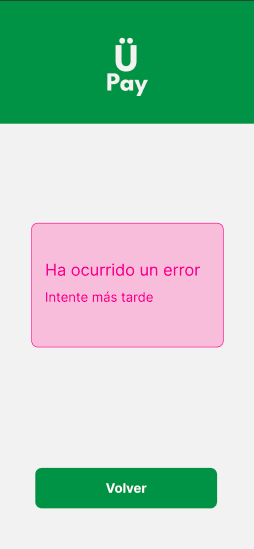 Ü
Pay
Ha ocurrido un error
Intente más tarde
Volver